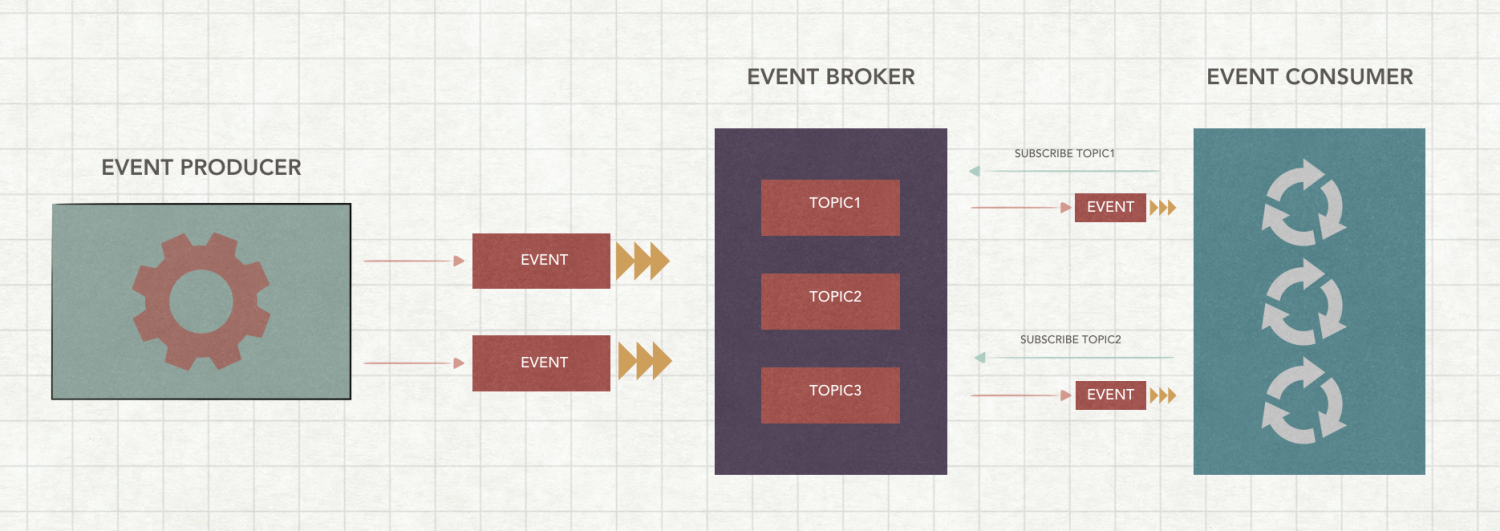 EVENT PRODUCER
EVENT
EVENT
EVENT BROKER
TOPIC1
TOPIC2
TOPIC3
SUBSCRIBE TOPIC1
EVENT
SUBSCRIBE TOPIC2
EVENT
EVENT CONSUMER